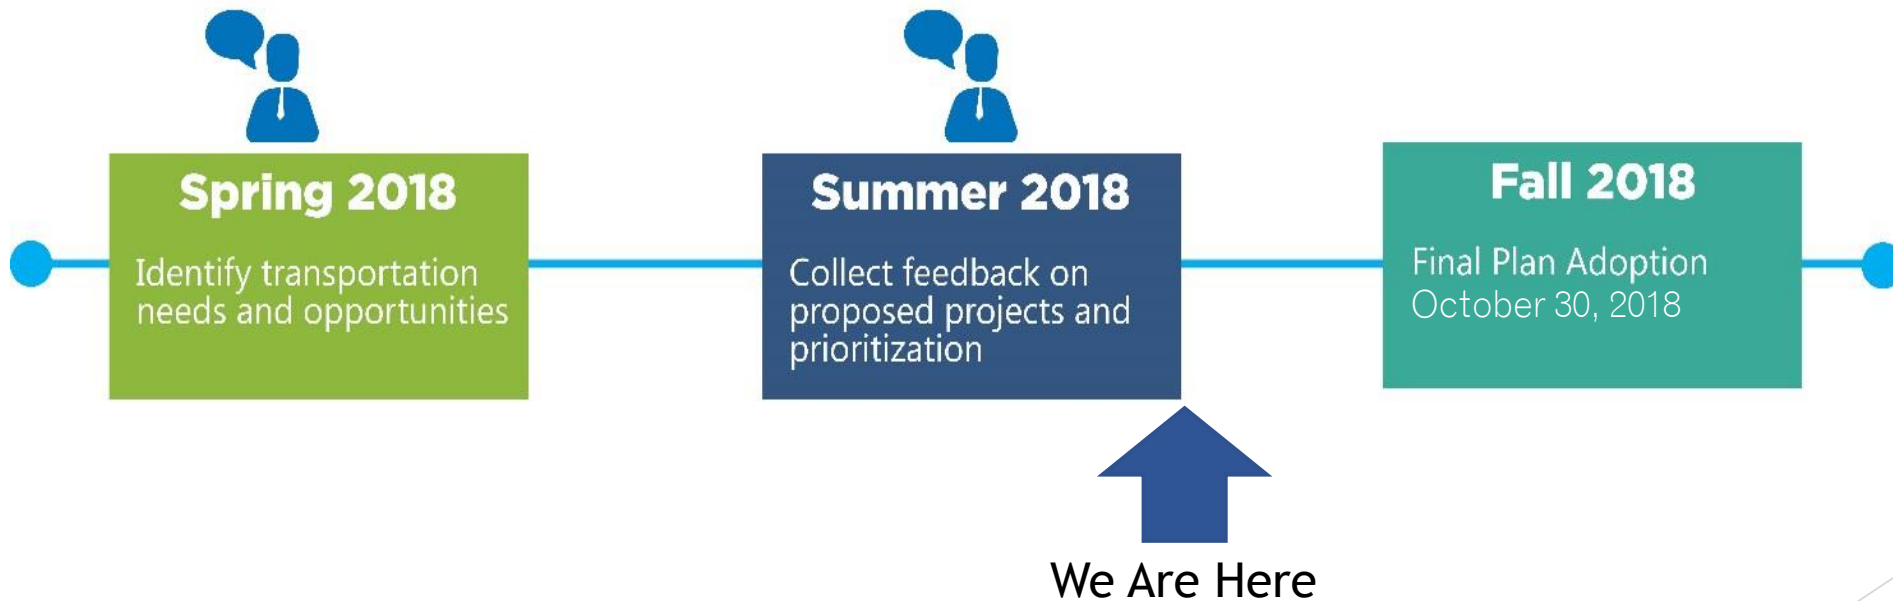 Spring 2018
Identify transportation
needs and opportunities
Summer 2018
Collect feedback on
proposed projects and
prioritization
Fall 2018
Final Plan Adoption
October 30, 2018
We Are Here